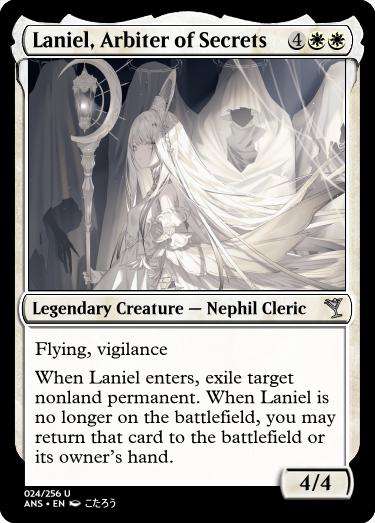 Laniel, Arbiter of Secrets 4
Legendary Creature — Nephil Cleric
Flying, vigilance
When Laniel enters, exile target
nonland permanent. When Laniel is
no longer on the battlefield, you may
return that card to the battlefield or
its owner's hand.
4/4
024/256 U
ANS • EN こたろう